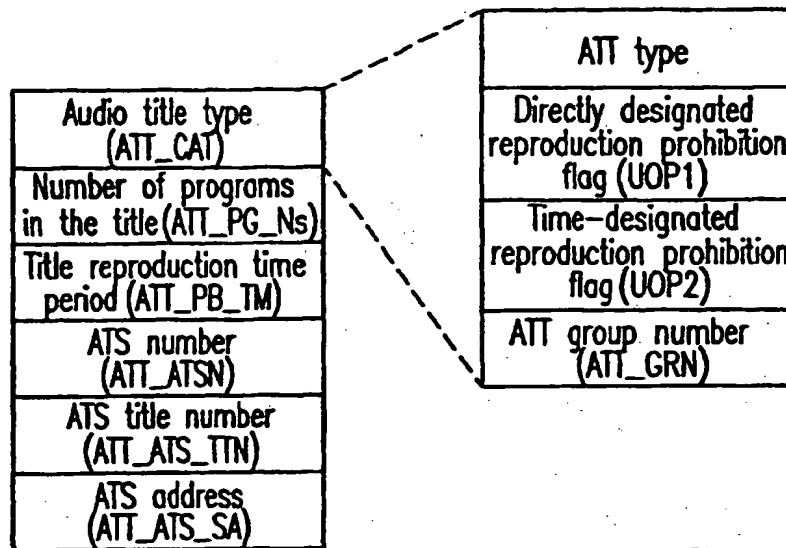 Audio title type
(ATT_CAT)
Number of programs
in the title (ATT_PG_Ns)
Title reproduction time
period (ATT_PB_TM)
ATS number
(ATT_ATSN)
ATS title number
(ATT_ATS_TTN)
ATS address
(ATT_ATS_SA)
ATT type
Directly designated
reproduction prohibition
flag (UOP1)
Time-designated
reproduction prohibition
flag (UOP2)
ATT group number
(ATT_GRN)